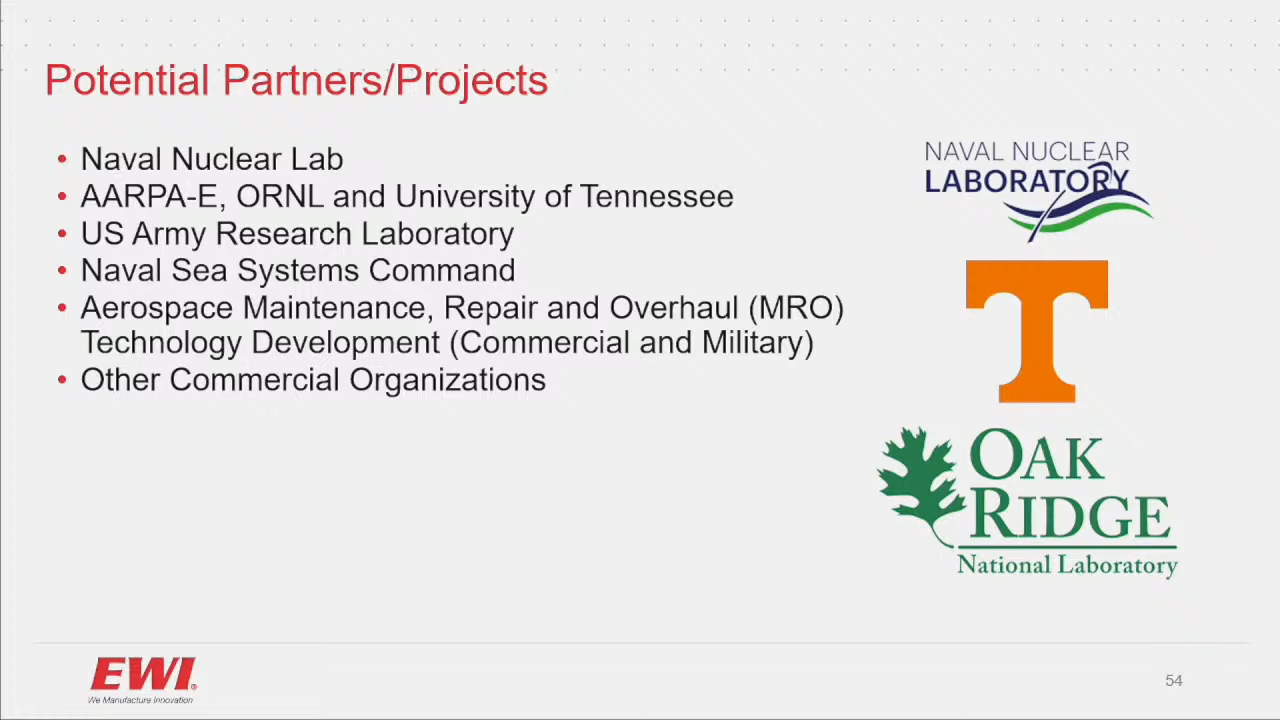 Potential Partners/Projects
• Naval Nuclear Lab
• AARPA-E, ORNL and University of Tennessee
• US Army Research Laboratory
• Naval Sea Systems Command
• Aerospace Maintenance, Repair and Overhaul (MRO)
Technology Development (Commercial and Military)
• Other Commercial Organizations
NAVAL NUCLEAR
LABORATORY
T
OAK
RIDGE
National Laboratory
EWI®
We Manufacture Innovation
54